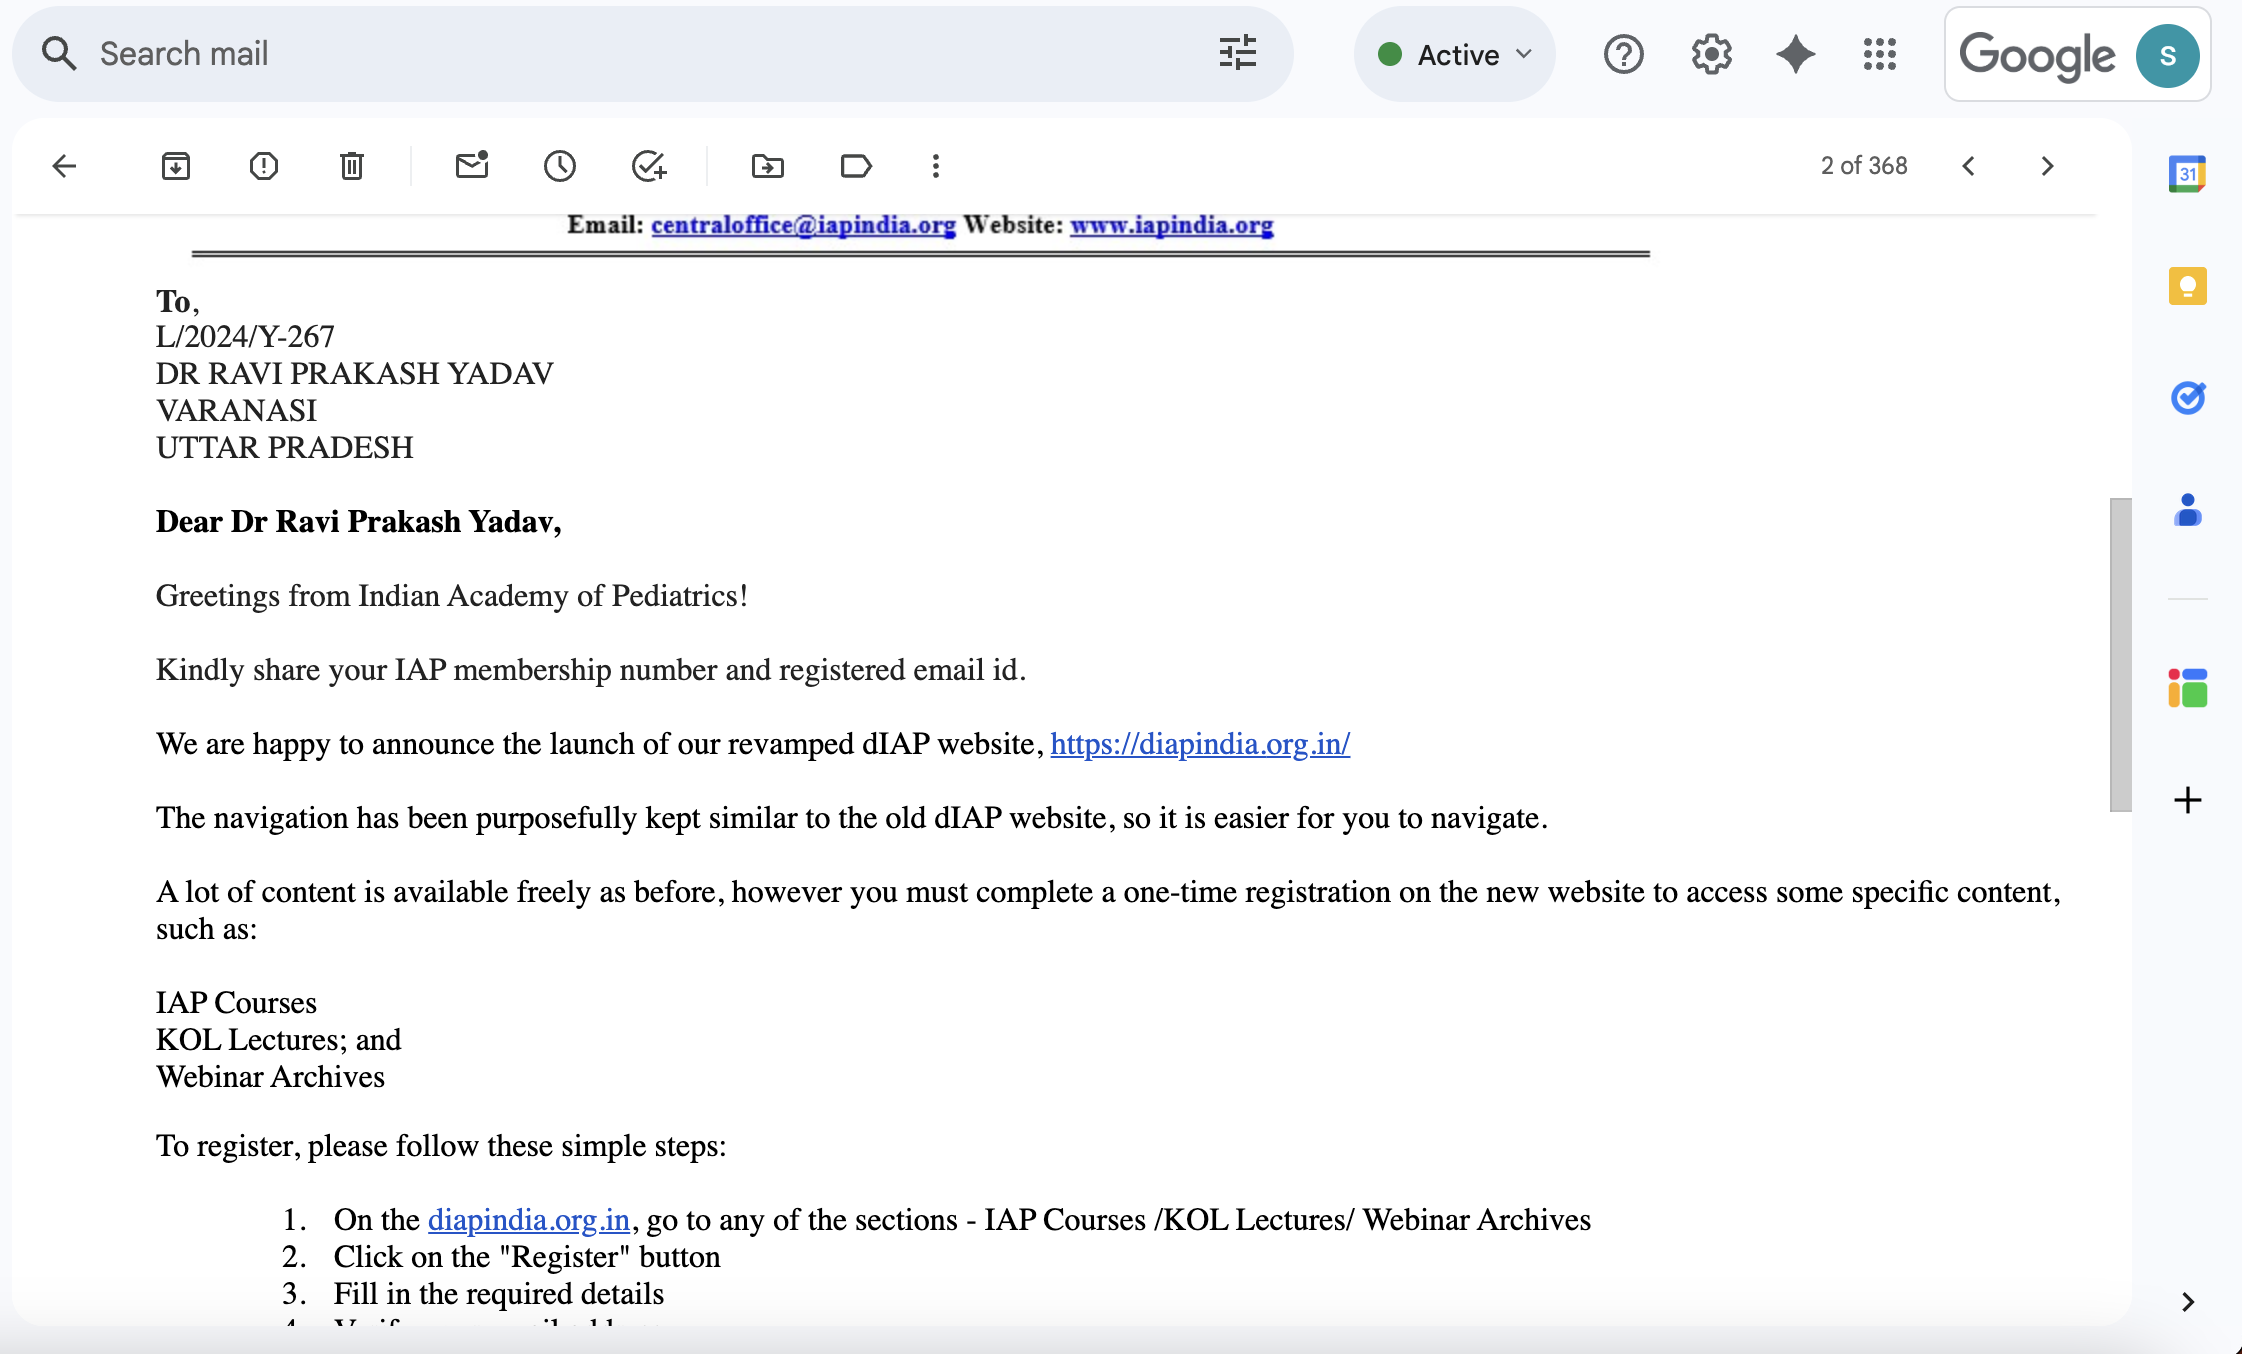 Search mail
Active
Google
S
2 of 368
31
Email: centraloffice@iapindia.org Website: www.iapindia.org
To,
L/2024/Y-267
DR RAVI PRAKASH YADAV
VARANASI
UTTAR PRADESH
Dear Dr Ravi Prakash Yadav,
Greetings from Indian Academy of Pediatrics!
Kindly share your IAP membership number and registered email id.
We are happy to announce the launch of our revamped dIAP website, https://diapindia.org.in/
The navigation has been purposefully kept similar to the old dIAP website, so it is easier for you to navigate.
A lot of content is available freely as before, however you must complete a one-time registration on the new website to access some specific content,
such as:
IAP Courses
KOL Lectures; and
Webinar Archives
To register, please follow these simple steps:
1. On the diapindia.org.in, go to any of the sections - IAP Courses /KOL Lectures/ Webinar Archives
2. Click on the "Register" button
3. Fill in the required details